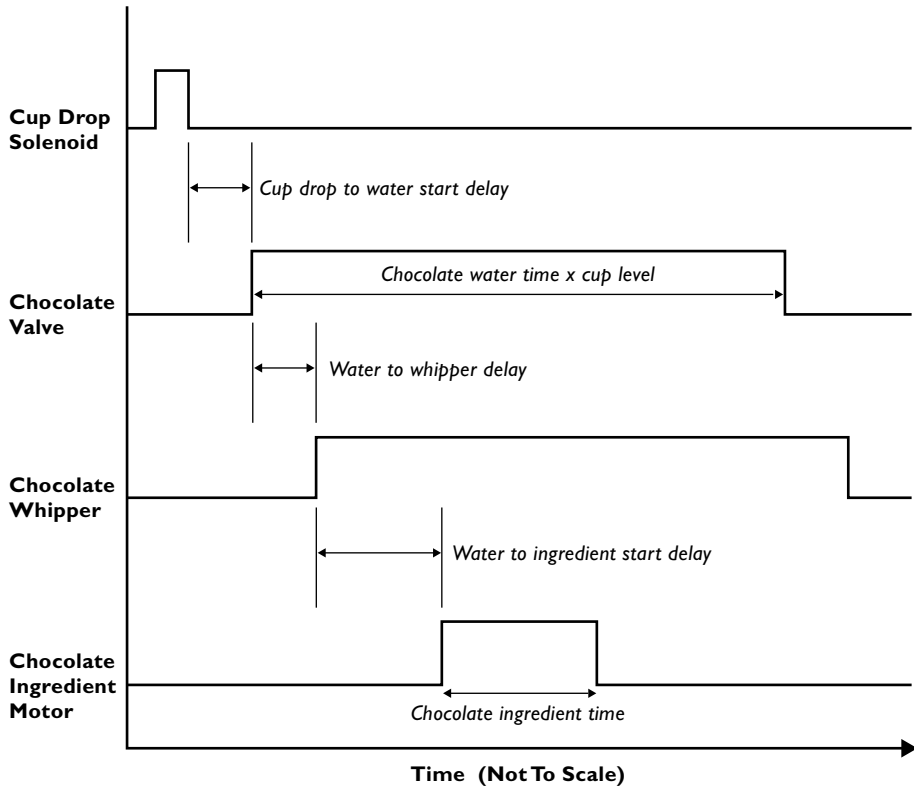 Cup Drop
Solenoid
Cup drop to water start delay
Chocolate water time x cup level
Chocolate
Valve
Water to whipper delay
Chocolate
Whipper
Water to ingredient start delay
Chocolate
Ingredient
Motor
Chocolate ingredient time
Time (Not To Scale)